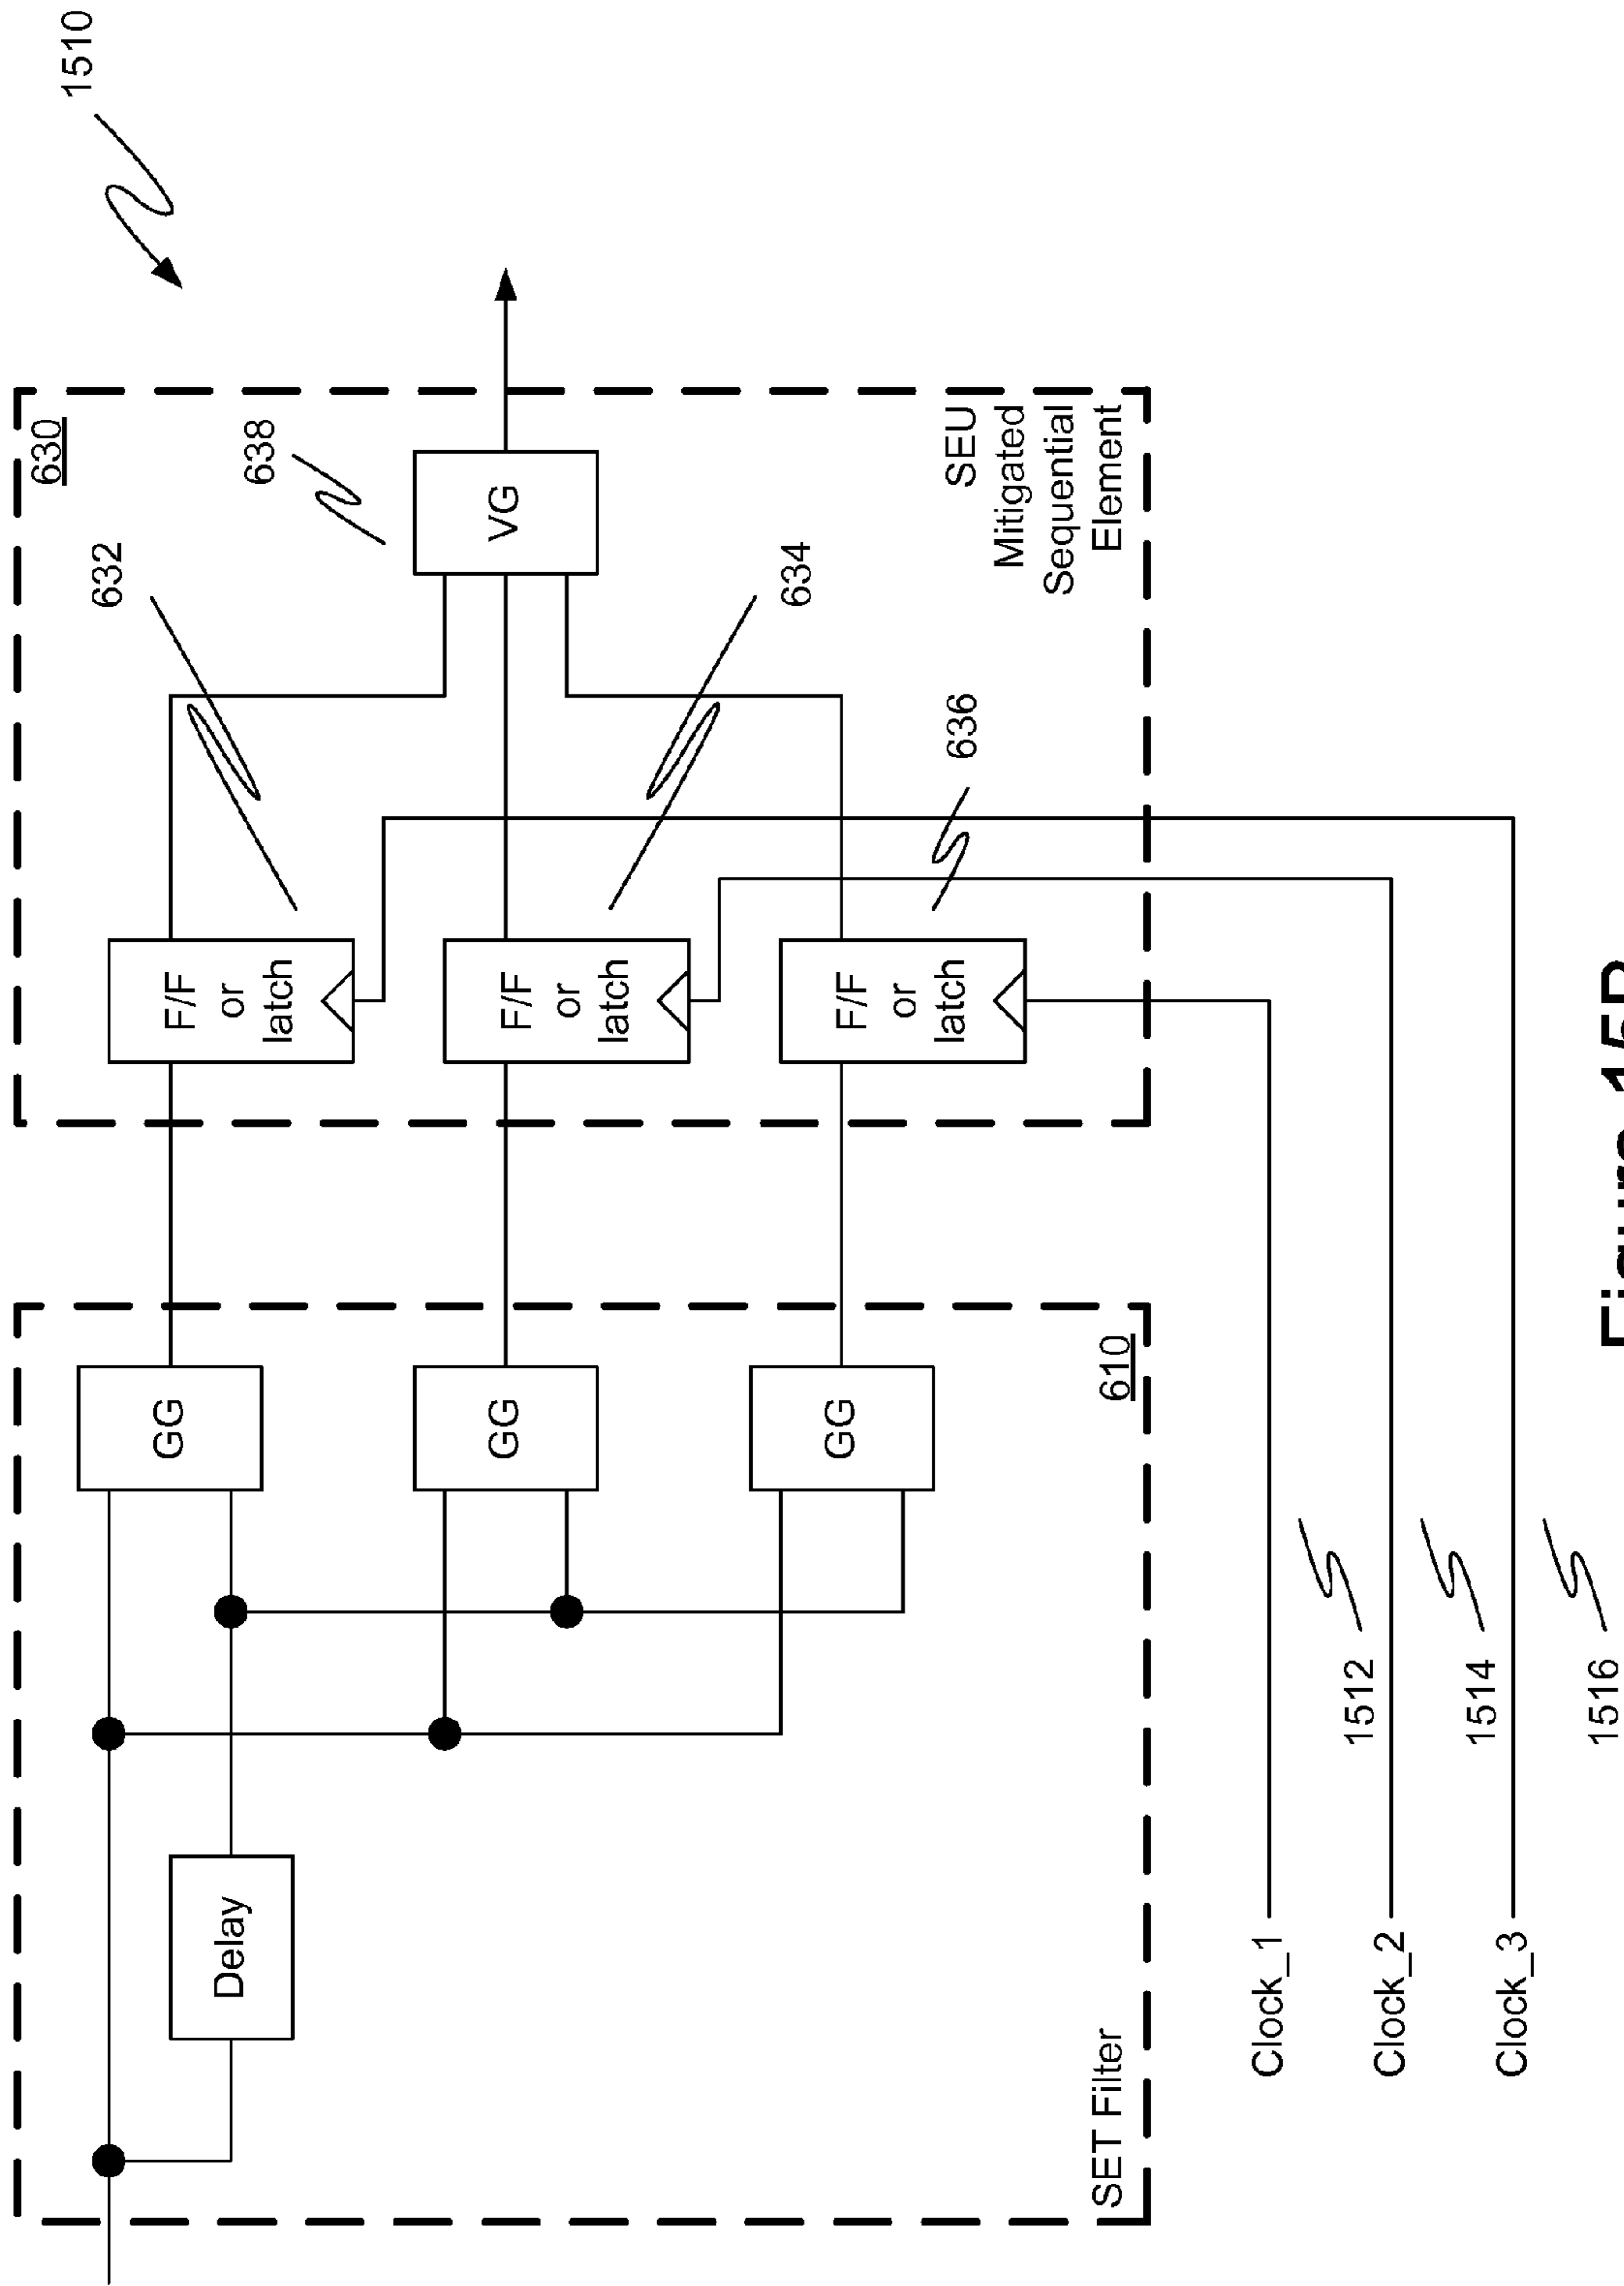 1510
630
632
638
GG
F/F
or
latch
Delay
VG
GG
F/F
or
latch
634
GG
F/F
or
latch
636
SEU
Mitigated
Sequential
Element
SET Filter
610
Clock_1
1512
Clock_2
1514
Clock_3
1516
Figure